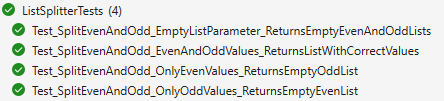 ListSplitterTests (4)
Test_SplitEvenAndOdd_EmptyListParameter_ReturnsEmptyEvenAndOddLists
Test_SplitEvenAndOdd_EvenAndOddValues_ReturnsListWithCorrectValues
Test_SplitEvenAndOdd_OnlyEvenValues_ReturnsEmptyOddList
Test_SplitEvenAndOdd_OnlyOddValues_ReturnsEmptyEvenList